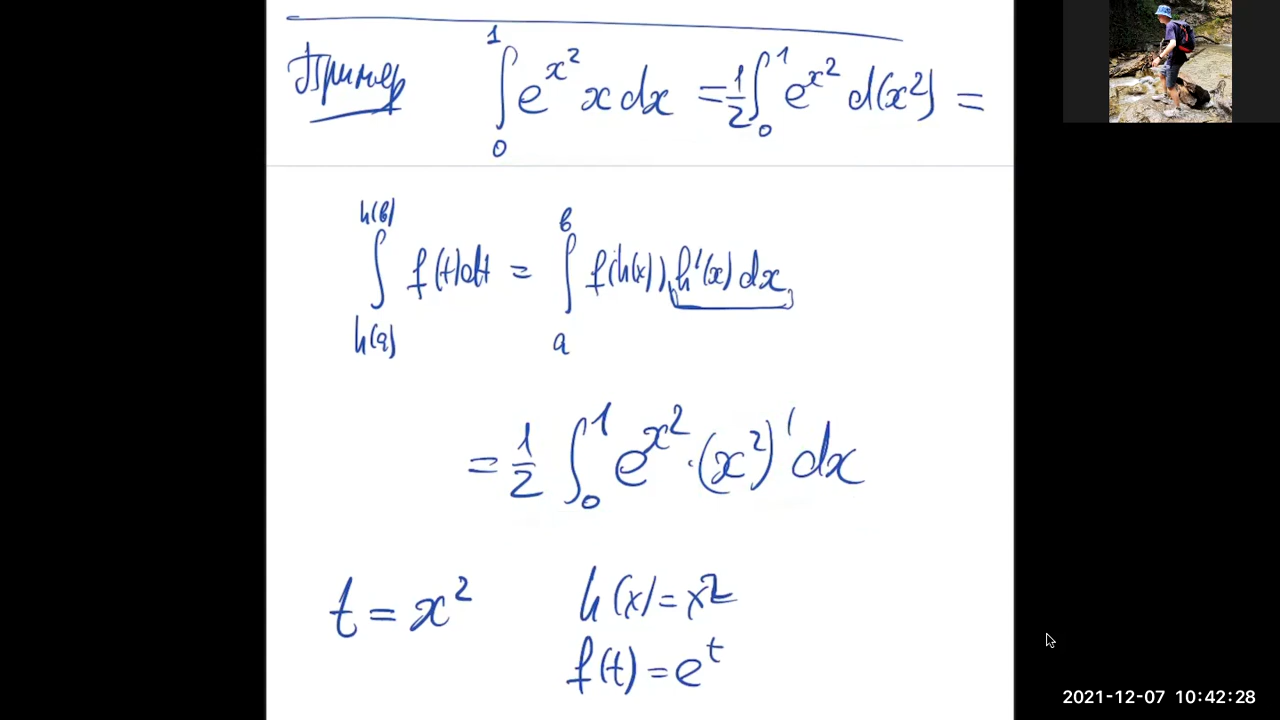 Пример ∫₀¹ e^{x²} x dx = 1/2 ∫₀¹ e^{x²} d(x²) =
∫_{h(a)}^{h(b)} f(t)dt = ∫_a^b f(h(x)) h'(x) dx
= 1/2 ∫₀¹ e^{x²} · (x²)' dx
t = x² h(x) = x²
f(t) = e^t
2021-12-07 10:42:28